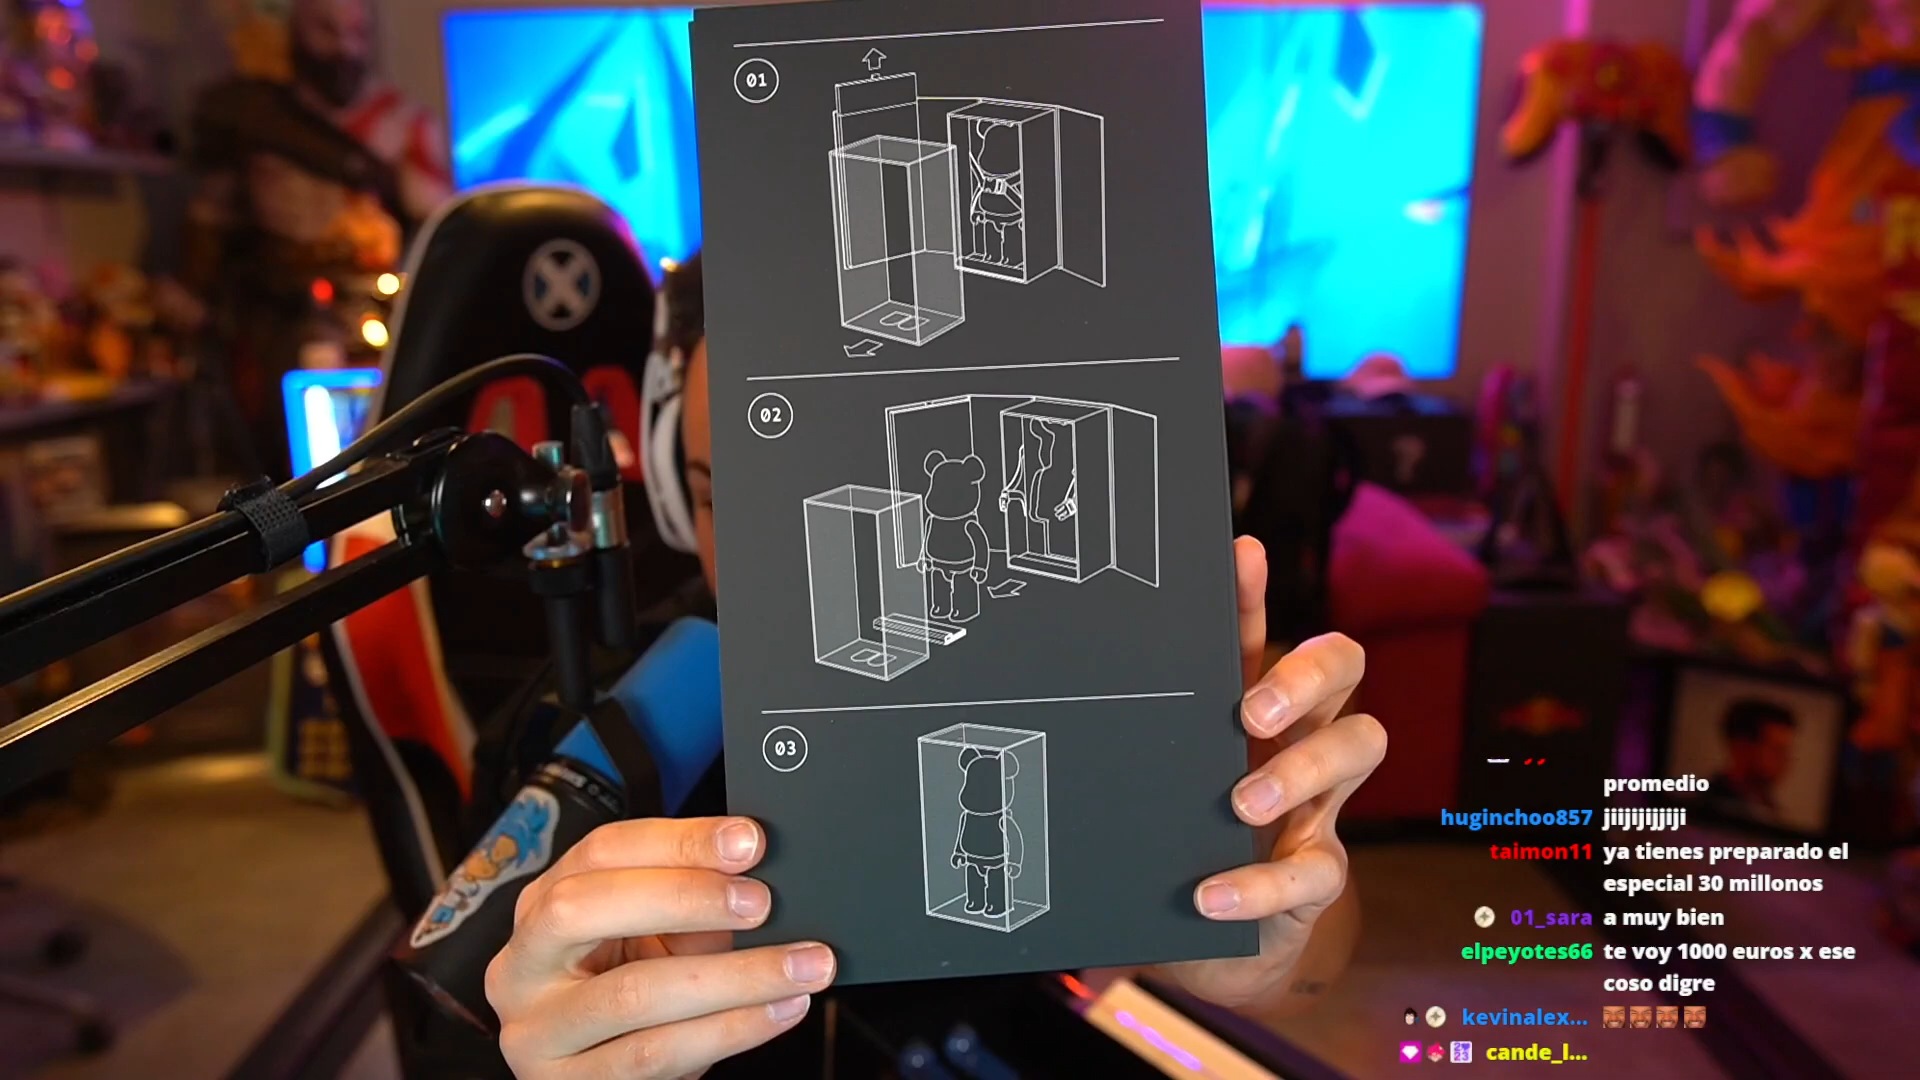 01
02
03
promedio
huginchoo857 jiijijijjiji
taimon11 ya tienes preparado el
especial 30 millonos
01_sara a muy bien
elpeyotes66 te voy 1000 euros x ese
coso digre
kevinalex...
cande_l...